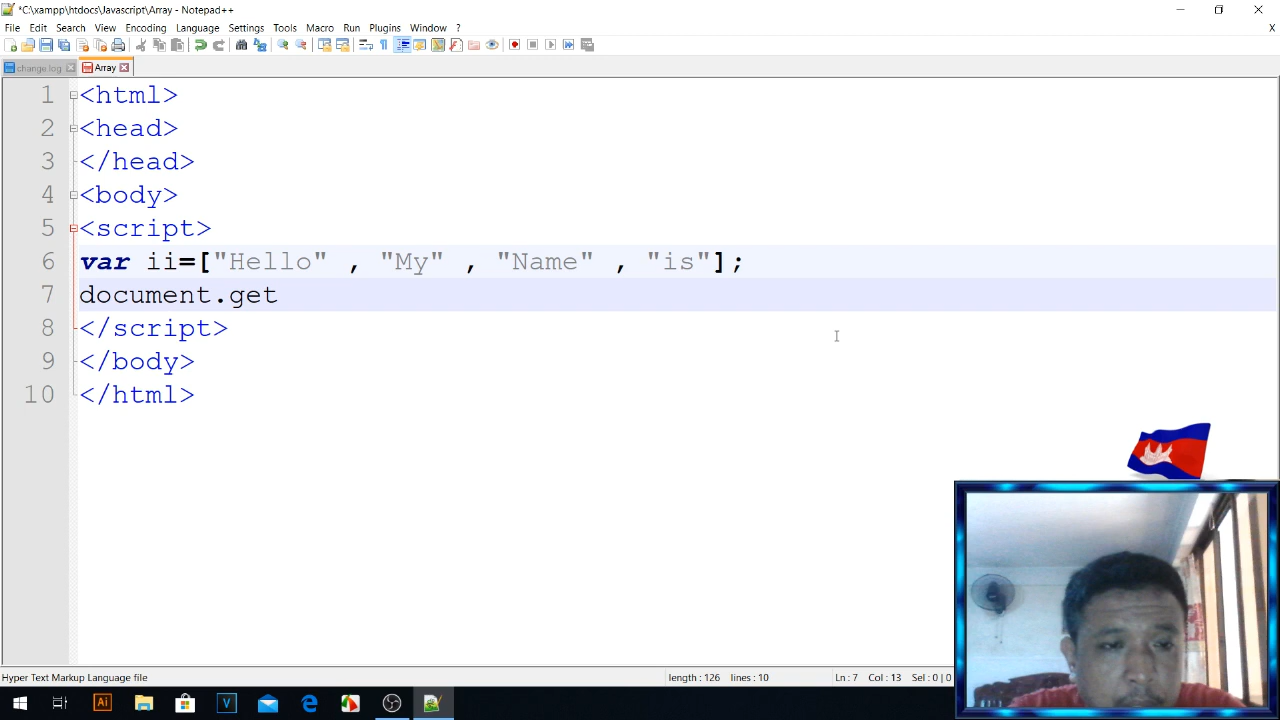 *C:\xampp\htdocs\Javascript\Array - Notepad++
File Edit Search View Encoding Language Settings Tools Macro Run Plugins Window ? X
change.log Array
1 <html>
2 <head>
3 </head>
4 <body>
5 <script>
6 var ii=["Hello" , "My" , "Name" , "is"];
7 document.get
8 </script>
9 </body>
10 </html>
Hyper Text Markup Language file length : 126 lines : 10 Ln : 7 Col : 13 Sel : 0 | 0
Ai V